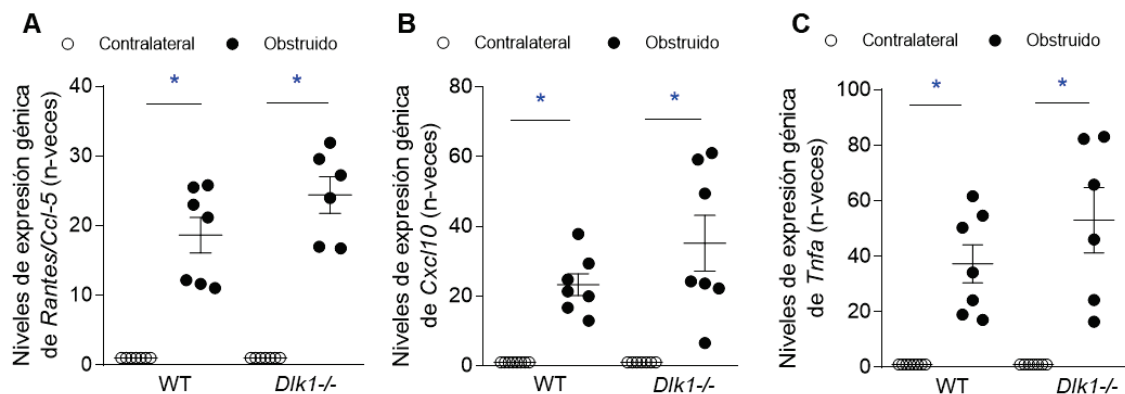 A
Contralateral Obstruido
Niveles de expresión génica
de Rantes/Ccl-5 (n-veces)
40
30
20
10
0
*
*
WT Dlk1-/-
B
Contralateral Obstruido
Niveles de expresión génica
de Cxcl10 (n-veces)
80
60
40
20
0
*
*
WT Dlk1-/-
C
Contralateral Obstruido
Niveles de expresión génica
de Tnfa (n-veces)
100
80
60
40
20
0
*
*
WT Dlk1-/-